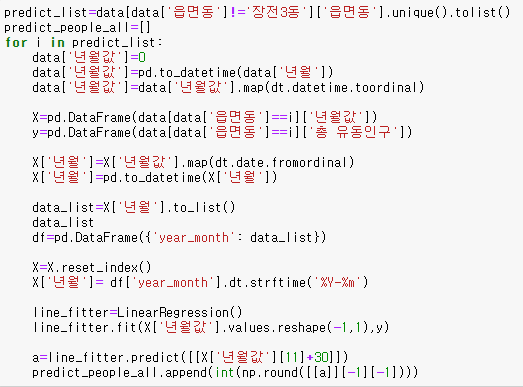 predict_list=data[data['읍면동']!='장전3동']['읍면동'].unique().tolist()
predict_people_all=[]
for i in predict_list:
    data['년월값']=0
    data['년월값']=pd.to_datetime(data['년월'])
    data['년월값']=data['년월값'].map(dt.datetime.toordinal)

    X=pd.DataFrame(data[data['읍면동']==i]['년월값'])
    y=pd.DataFrame(data[data['읍면동']==i]['총 유동인구'])

    X['년월']=X['년월값'].map(dt.date.fromordinal)
    X['년월']=pd.to_datetime(X['년월'])

    data_list=X['년월'].to_list()
    data_list
    df=pd.DataFrame({'year_month': data_list})

    X=X.reset_index()
    X['년월']= df['year_month'].dt.strftime('%Y-%m')

    line_fitter=LinearRegression()
    line_fitter.fit(X['년월값'].values.reshape(-1,1),y)

    a=line_fitter.predict([[X['년월값'][11]+30]])
    predict_people_all.append(int(np.round([[a]][-1][-1])))